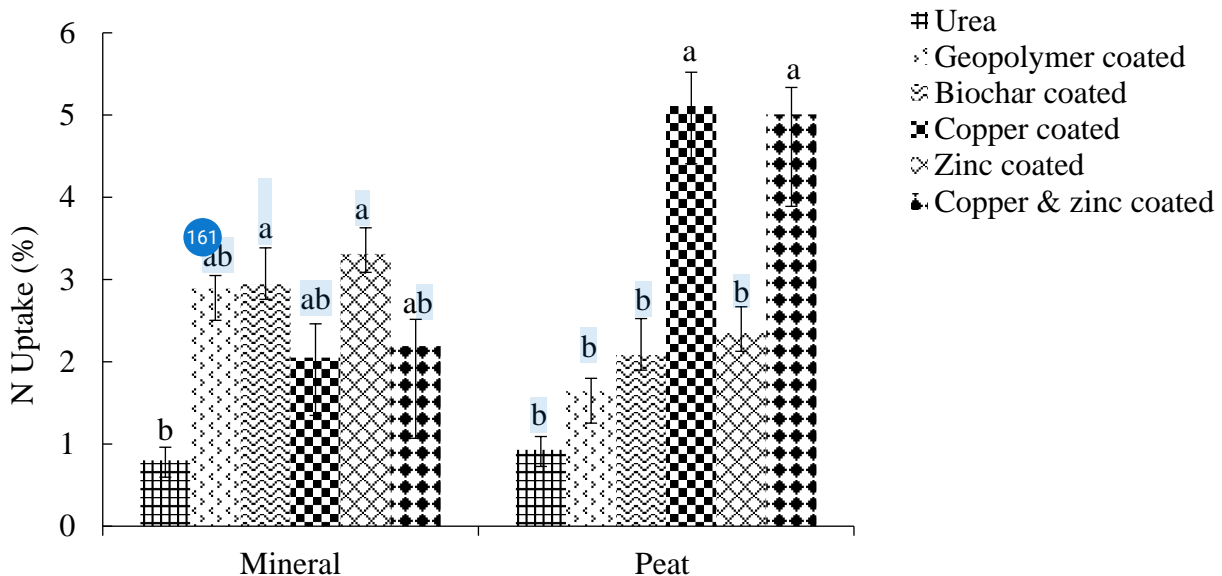 6
5
4
3
2
1
0
N Uptake (%)
161
b
ab
a
ab
a
ab
b
b
b
a
b
a
Mineral
Peat
Urea
Geopolymer coated
Biochar coated
Copper coated
Zinc coated
Copper & zinc coated